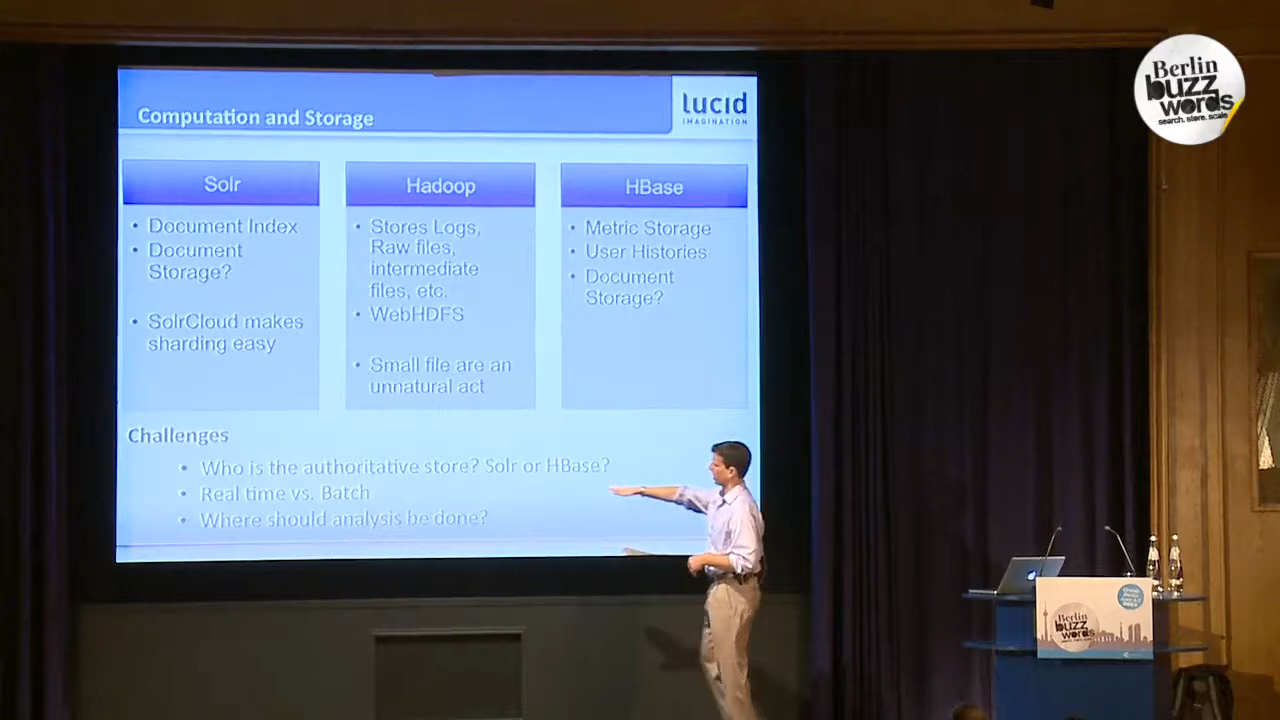 Computation and Storage
lucid
IMAGINATION
Solr
• Document Index
• Document
Storage?
• SolrCloud makes
sharding easy
Hadoop
• Stores Logs,
Raw files,
intermediate
files, etc.
• WebHDFS
• Small file are an
unnatural act
HBase
• Metric Storage
• User Histories
• Document
Storage?
Challenges
• Who is the authoritative store? Solr or HBase?
• Real time vs. Batch
• Where should analysis be done?
Berlin
buzz
words
search. store. scale
Berlin
buzz
words